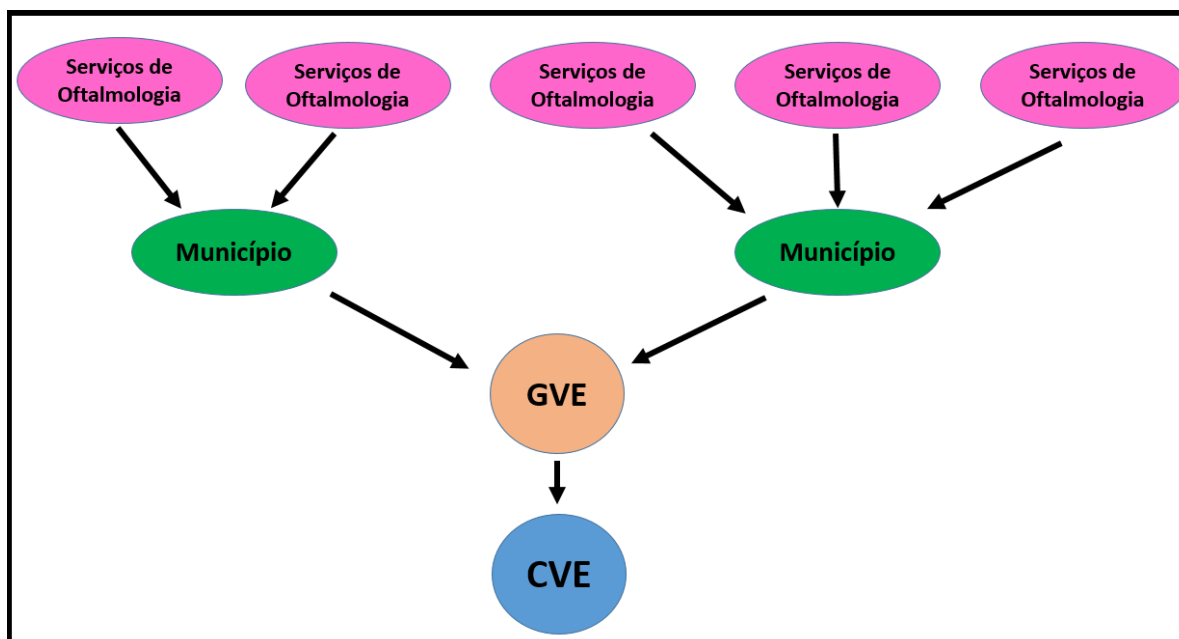 Serviços de
Oftalmologia
Serviços de
Oftalmologia
Serviços de
Oftalmologia
Serviços de
Oftalmologia
Serviços de
Oftalmologia
Município
Município
GVE
CVE